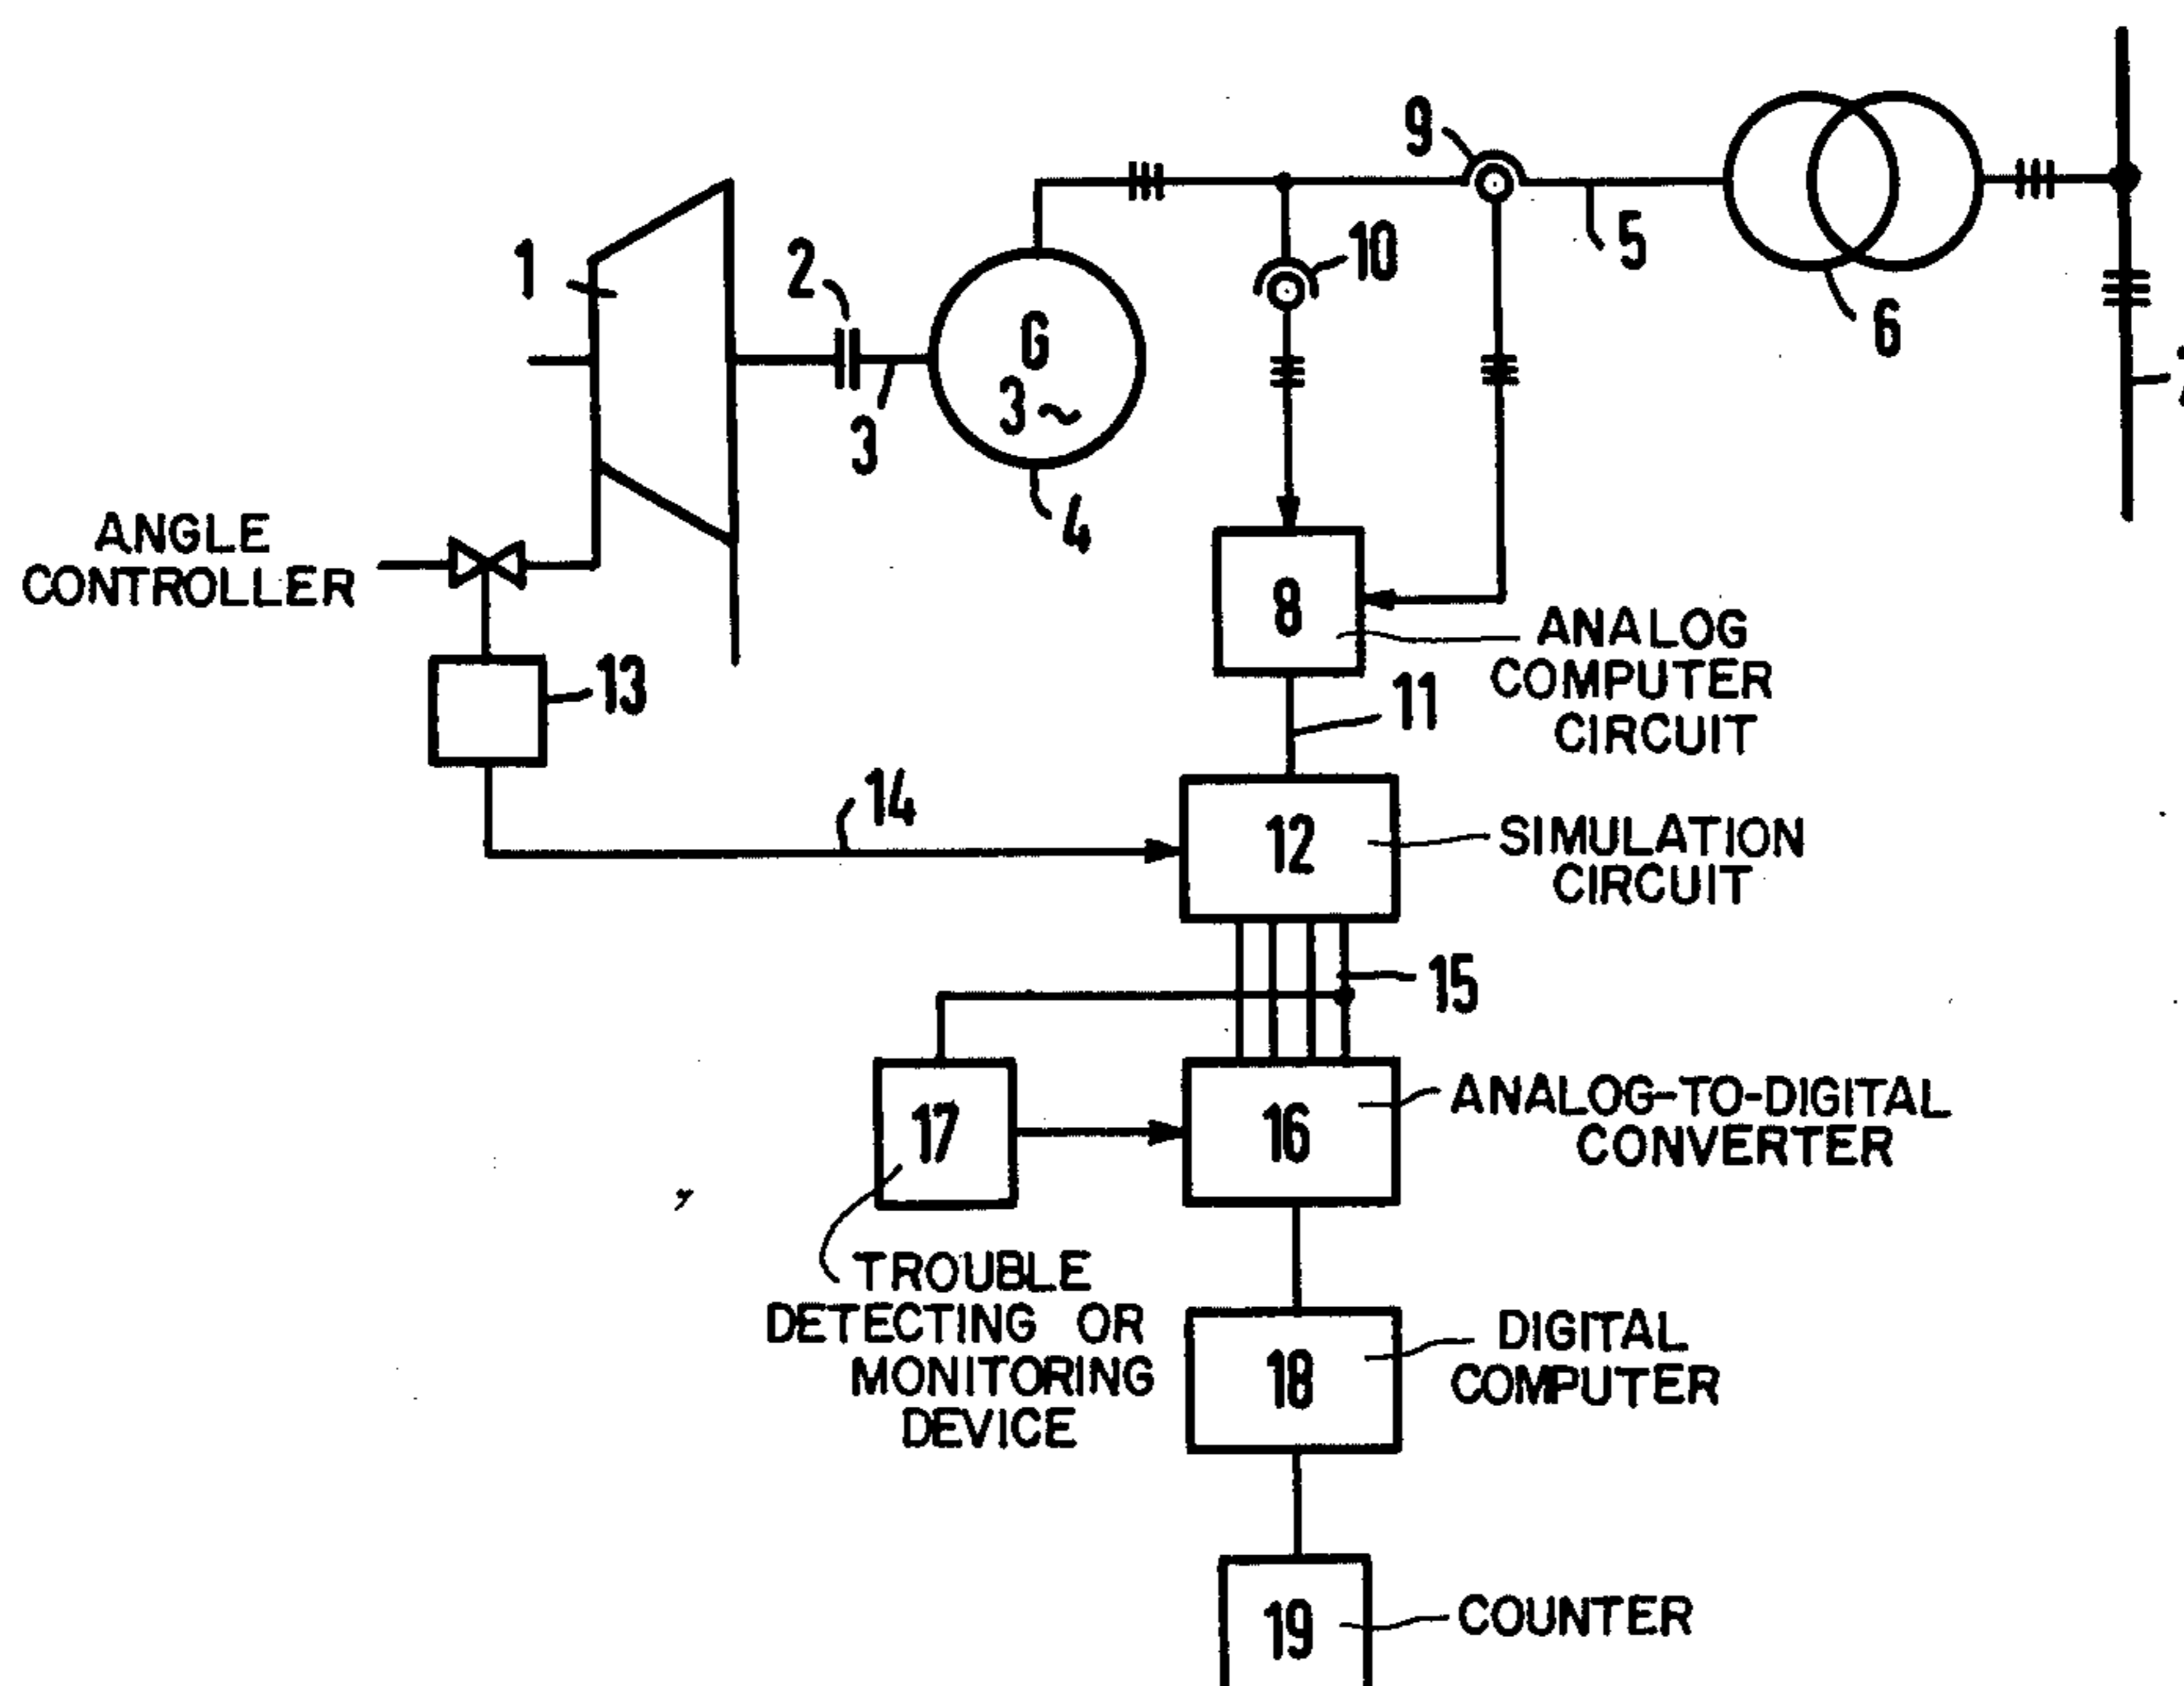 9
1
2
10
5
6
G
3~
3
4
ANGLE
CONTROLLER
8
ANALOG
COMPUTER
CIRCUIT
13
11
14
12
SIMULATION
CIRCUIT
15
17
16
ANALOG-TO-DIGITAL
CONVERTER
TROUBLE
DETECTING OR
MONITORING
DEVICE
18
DIGITAL
COMPUTER
19
COUNTER